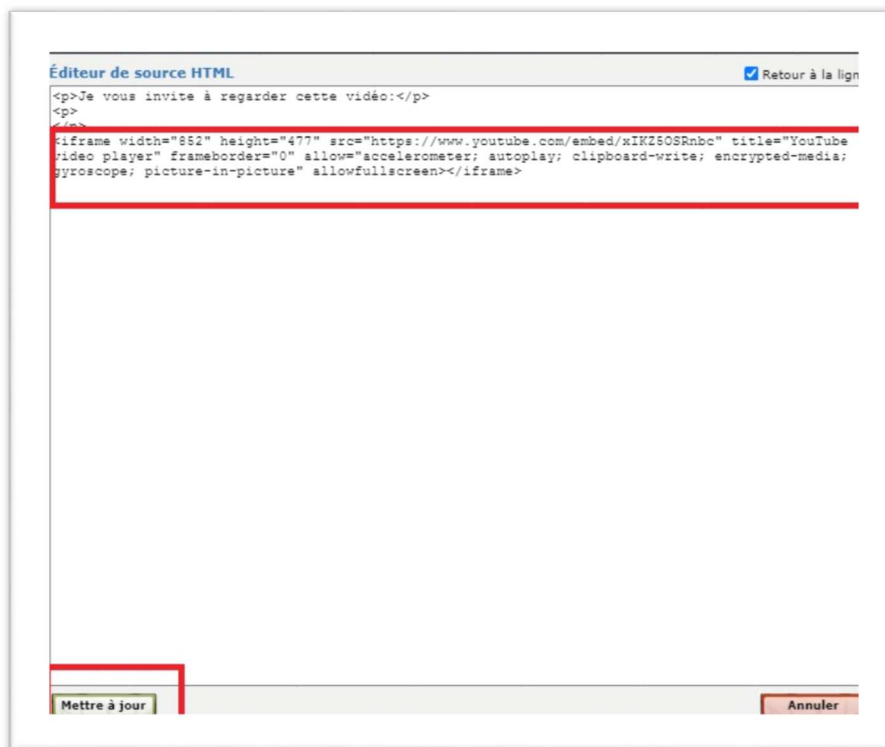 Éditeur de source HTML
Retour à la lign
<p>Je vous invite à regarder cette vidéo:</p>
<p>
</p>
<iframe width="852" height="477" src="https://www.youtube.com/embed/xIKZ5OSRnbc" title="YouTube
video player" frameborder="0" allow="accelerometer; autoplay; clipboard-write; encrypted-media;
gyroscope; picture-in-picture" allowfullscreen></iframe>
Mettre à jour
Annuler